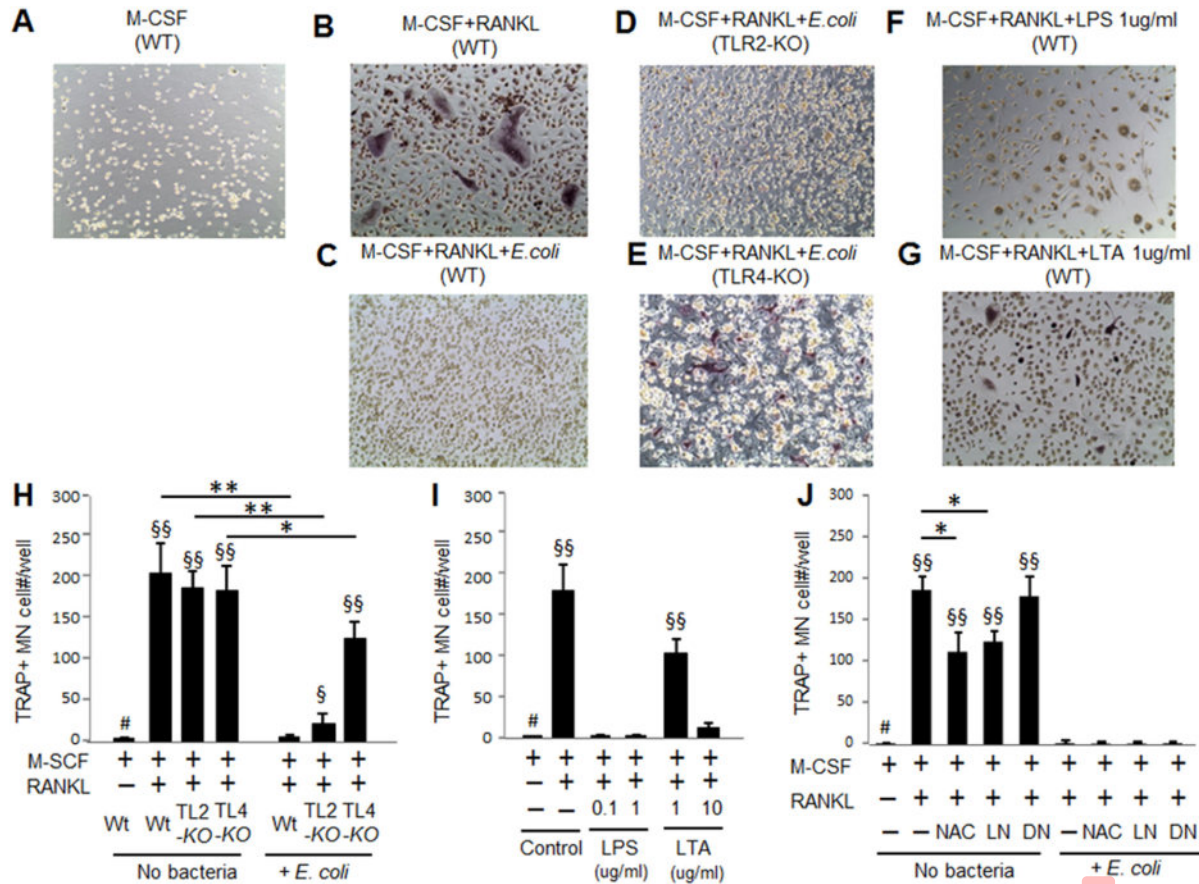 A
M-CSF
(WT)
B
M-CSF+RANKL
(WT)
D
M-CSF+RANKL+E.coli
(TLR2-KO)
F
M-CSF+RANKL+LPS 1ug/ml
(WT)
C
M-CSF+RANKL+E.coli
(WT)
E
M-CSF+RANKL+E.coli
(TLR4-KO)
G
M-CSF+RANKL+LTA 1ug/ml
(WT)
H
TRAP+ MN cell#/well
300
250
200
150
100
50
0
**
**
*
# §§ §§ §§ § §§
M-SCF + + + + + + +
RANKL − + + + + + +
Wt Wt TL2 TL4 Wt TL2 TL4
-KO -KO -KO -KO
No bacteria + E. coli
I
TRAP+ MN cell#/well
300
250
200
150
100
50
0
# §§ §§
+ + + + + +
− + + + + +
− − 0.1 1 1 10
Control LPS LTA
(ug/ml) (ug/ml)
J
TRAP+ MN cell#/well
300
250
200
150
100
50
0
*
*
# §§ §§ §§ §§
M-CSF + + + + + + + + +
RANKL − + + + + + + + +
− − NAC LN DN − NAC LN DN
No bacteria + E. coli